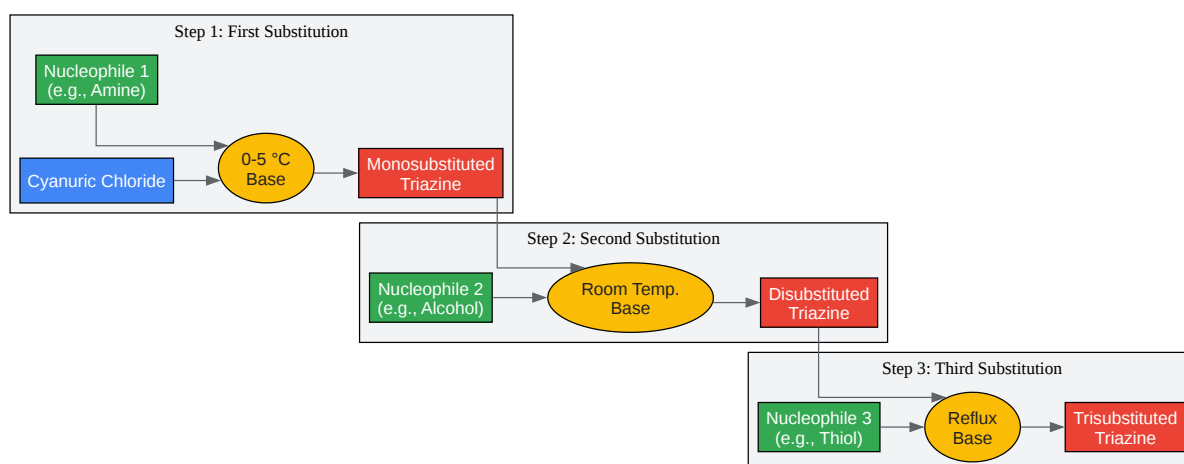 Step 1: First Substitution
Nucleophile 1
(e.g., Amine)
Cyanuric Chloride
0-5 °C
Base
Monosubstituted
Triazine
Step 2: Second Substitution
Nucleophile 2
(e.g., Alcohol)
Room Temp.
Base
Disubstituted
Triazine
Step 3: Third Substitution
Nucleophile 3
(e.g., Thiol)
Reflux
Base
Trisubstituted
Triazine